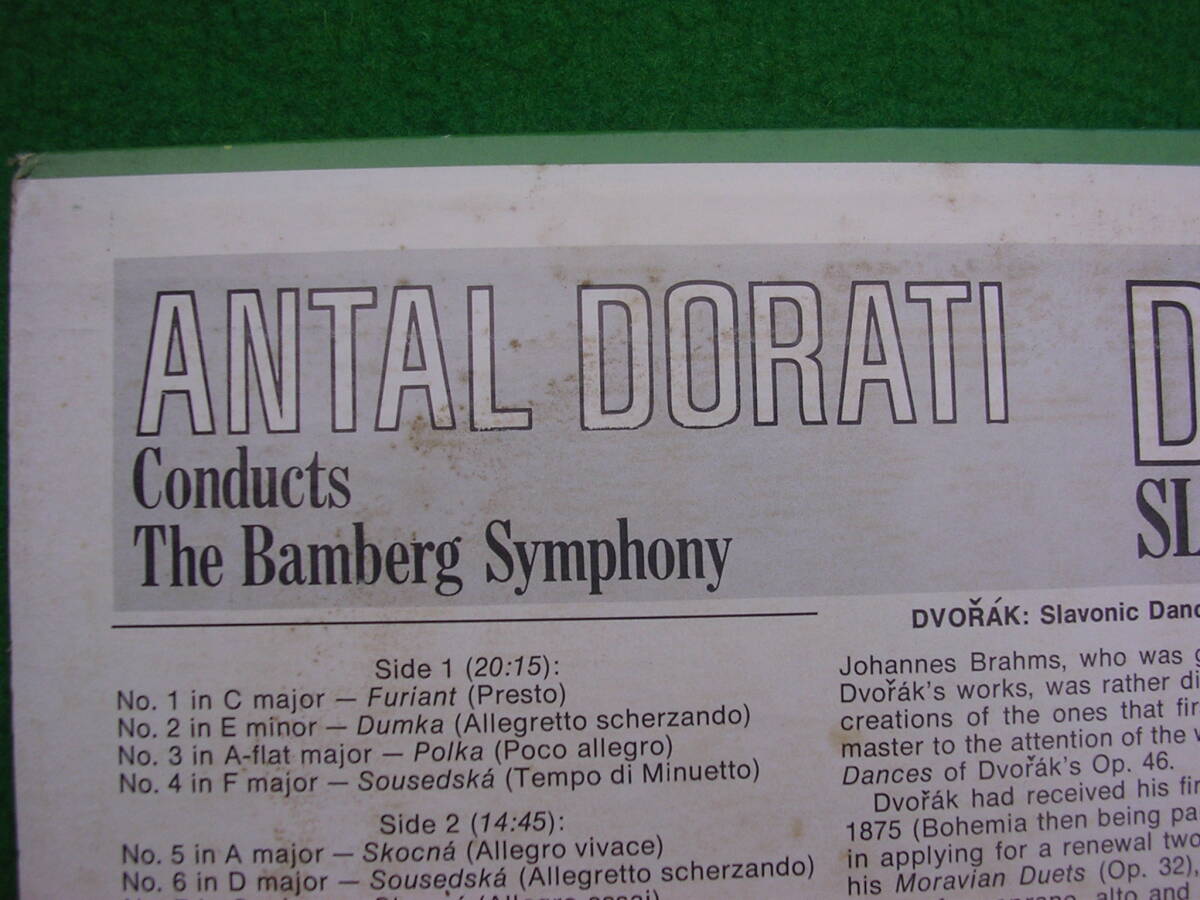 ANTAL DORATI
Conducts
The Bamberg Symphony
Side 1 (20:15):
No. 1 in C major — Furiant (Presto)
No. 2 in E minor — Dumka (Allegretto scherzando)
No. 3 in A-flat major — Polka (Poco allegro)
No. 4 in F major — Sousedská (Tempo di Minuetto)
Side 2 (14:45):
No. 5 in A major — Skocná (Allegro vivace)
No. 6 in D major — Sousedská (Allegretto scherzando)
D
SL
DVOŘÁK: Slavonic Danc
Johannes Brahms, who was g
Dvořák's works, was rather di
creations of the ones that fir
master to the attention of the w
Dances of Dvořák's Op. 46.
Dvořák had received his fir
1875 (Bohemia then being pa
in applying for a renewal two
his Moravian Duets (Op. 32),
alto and